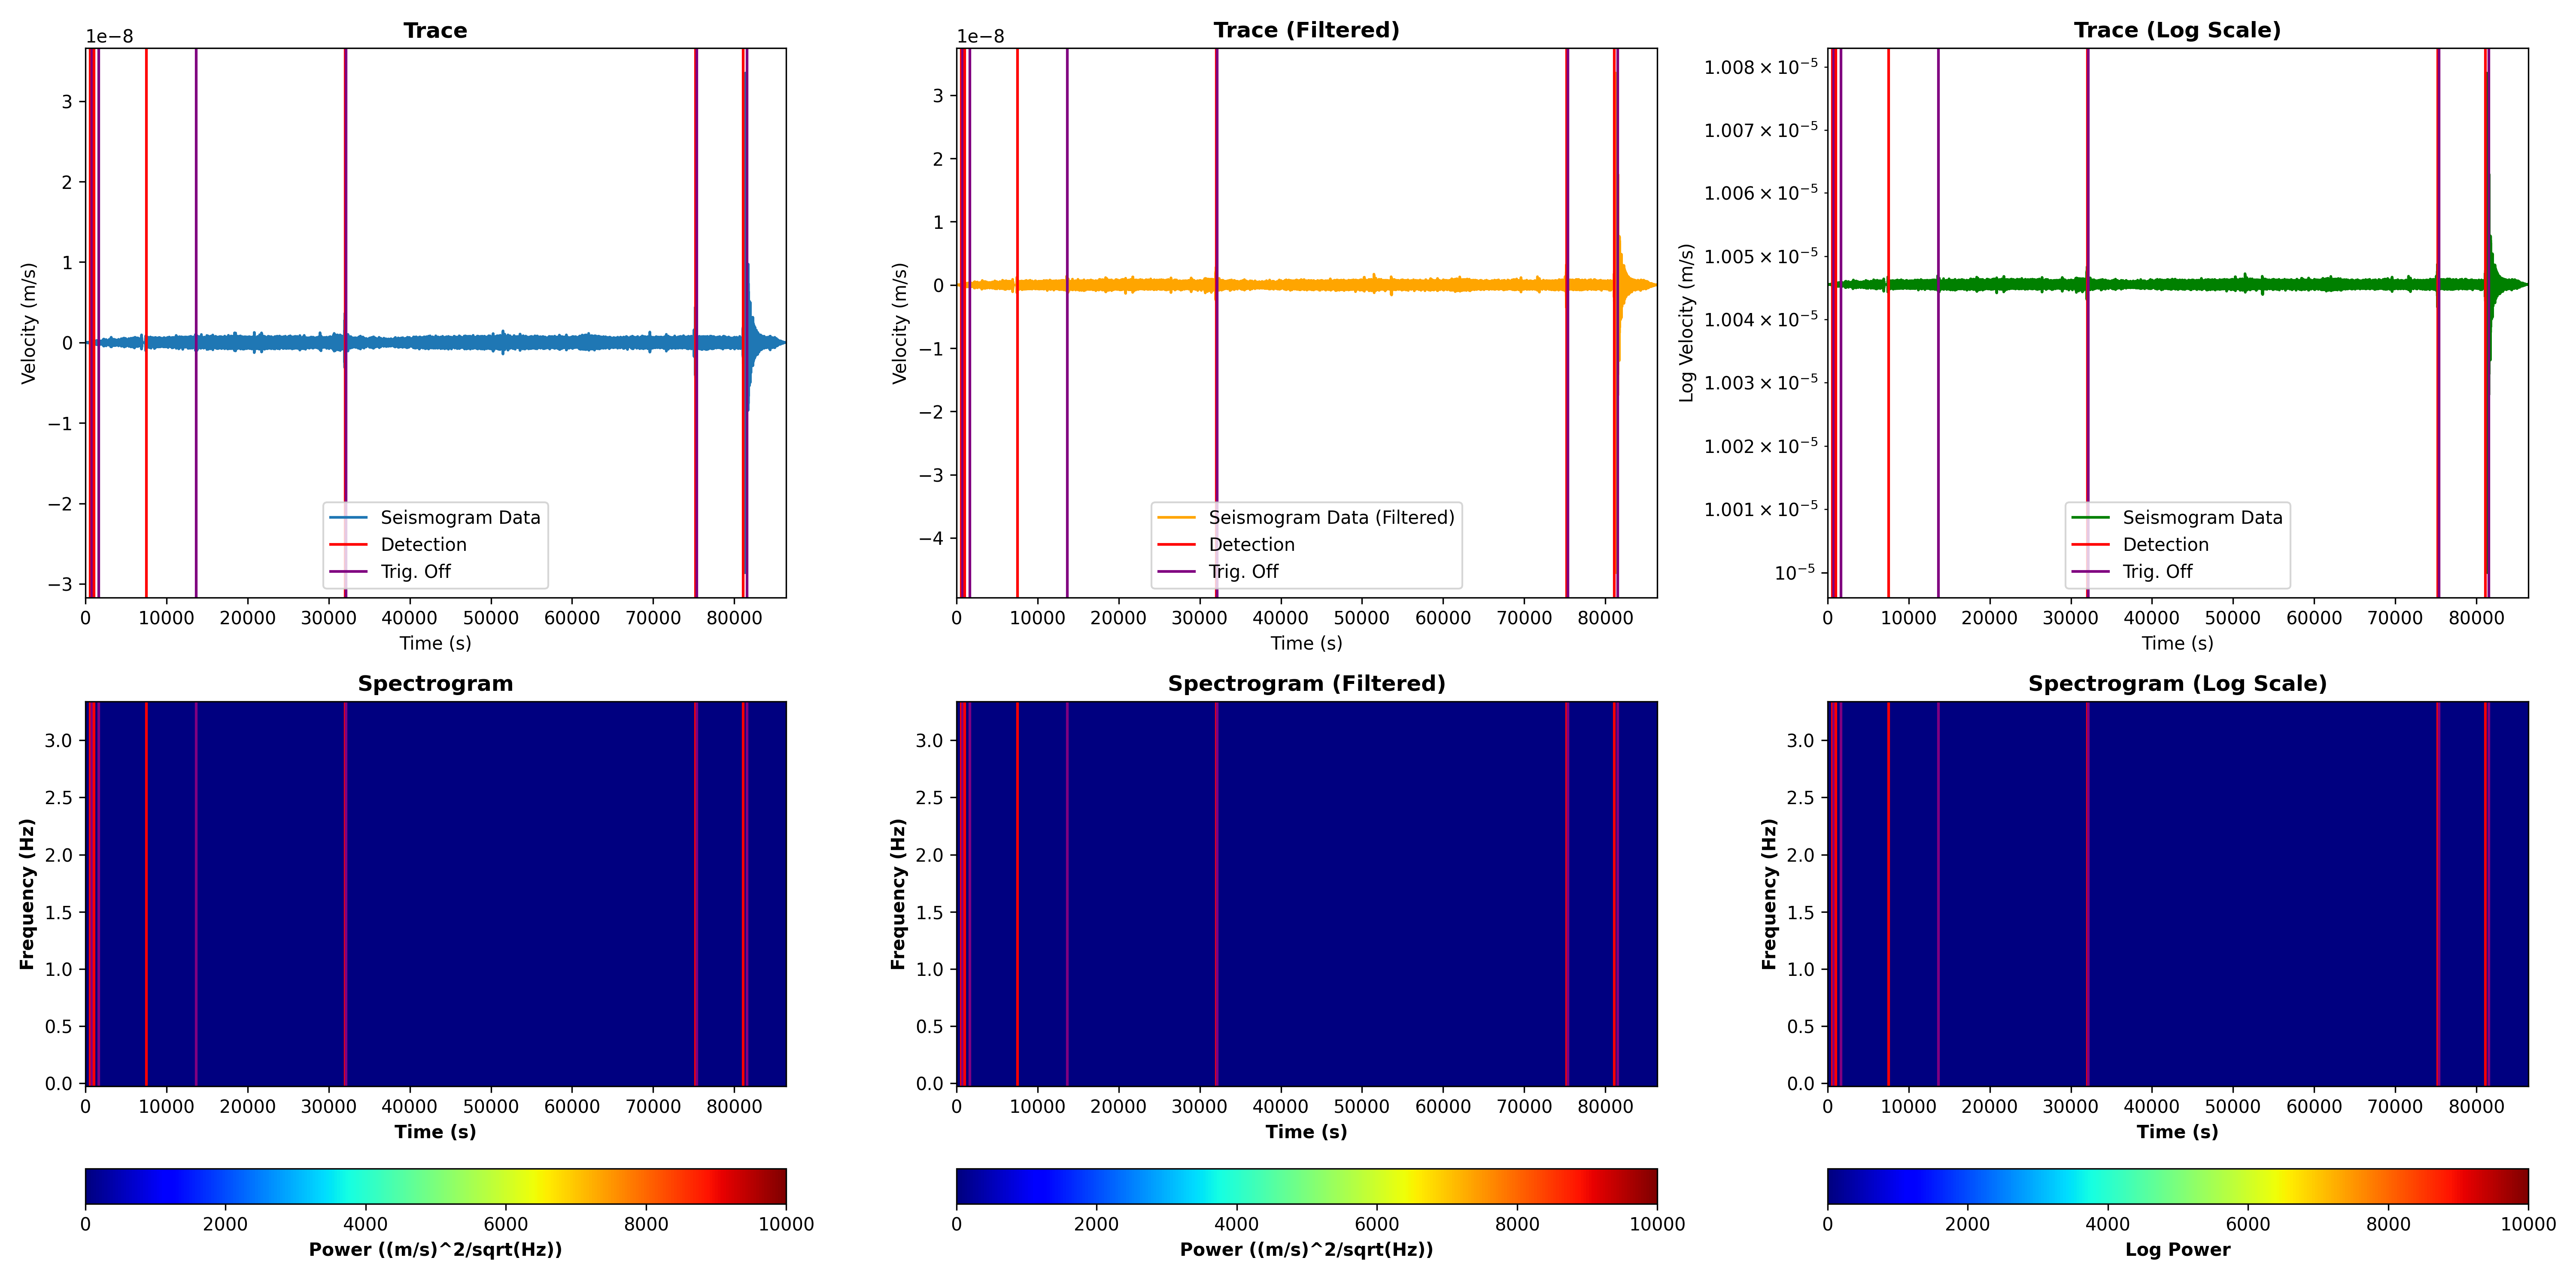 Trace
1e−8
3
2
1
0
−1
−2
−3
Velocity (m/s)
Seismogram Data
Detection
Trig. Off
0 10000 20000 30000 40000 50000 60000 70000 80000
Time (s)
Trace (Filtered)
1e−8
3
2
1
0
−1
−2
−3
−4
Velocity (m/s)
Seismogram Data (Filtered)
Detection
Trig. Off
0 10000 20000 30000 40000 50000 60000 70000 80000
Time (s)
Trace (Log Scale)
1.008 × 10⁻⁵
1.007 × 10⁻⁵
1.006 × 10⁻⁵
1.005 × 10⁻⁵
1.004 × 10⁻⁵
1.003 × 10⁻⁵
1.002 × 10⁻⁵
1.001 × 10⁻⁵
10⁻⁵
Log Velocity (m/s)
Seismogram Data
Detection
Trig. Off
0 10000 20000 30000 40000 50000 60000 70000 80000
Time (s)
Spectrogram
3.0
2.5
2.0
1.5
1.0
0.5
0.0
Frequency (Hz)
0 10000 20000 30000 40000 50000 60000 70000 80000
Time (s)
0 2000 4000 6000 8000 10000
Power ((m/s)^2/sqrt(Hz))
Spectrogram (Filtered)
3.0
2.5
2.0
1.5
1.0
0.5
0.0
Frequency (Hz)
0 10000 20000 30000 40000 50000 60000 70000 80000
Time (s)
0 2000 4000 6000 8000 10000
Power ((m/s)^2/sqrt(Hz))
Spectrogram (Log Scale)
3.0
2.5
2.0
1.5
1.0
0.5
0.0
Frequency (Hz)
0 10000 20000 30000 40000 50000 60000 70000 80000
Time (s)
0 2000 4000 6000 8000 10000
Log Power